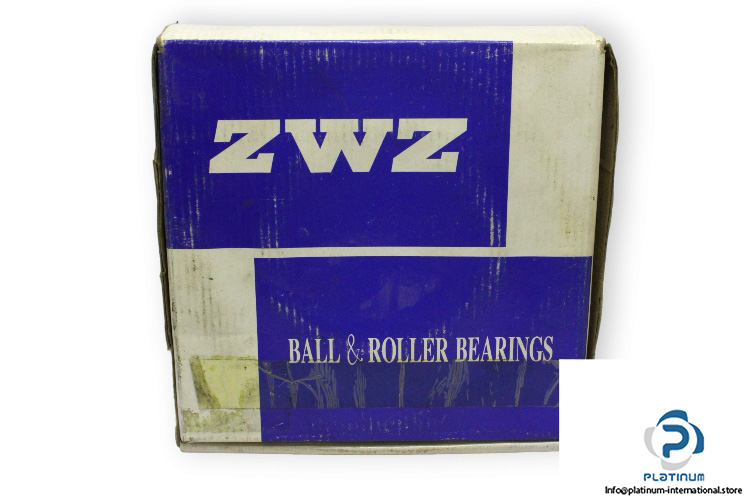 ZWZ
BALL & ROLLER BEARINGS
PLATINUM
Info@platinum-international.store